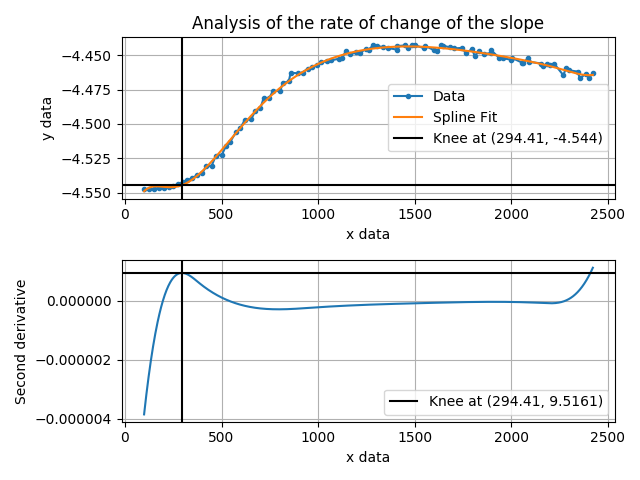 Analysis of the rate of change of the slope
y data
−4.450
−4.475
−4.500
−4.525
−4.550
Data
Spline Fit
Knee at (294.41, -4.544)
0 500 1000 1500 2000 2500
x data
Second derivative
0.000000
−0.000002
−0.000004
Knee at (294.41, 9.5161)
0 500 1000 1500 2000 2500
x data